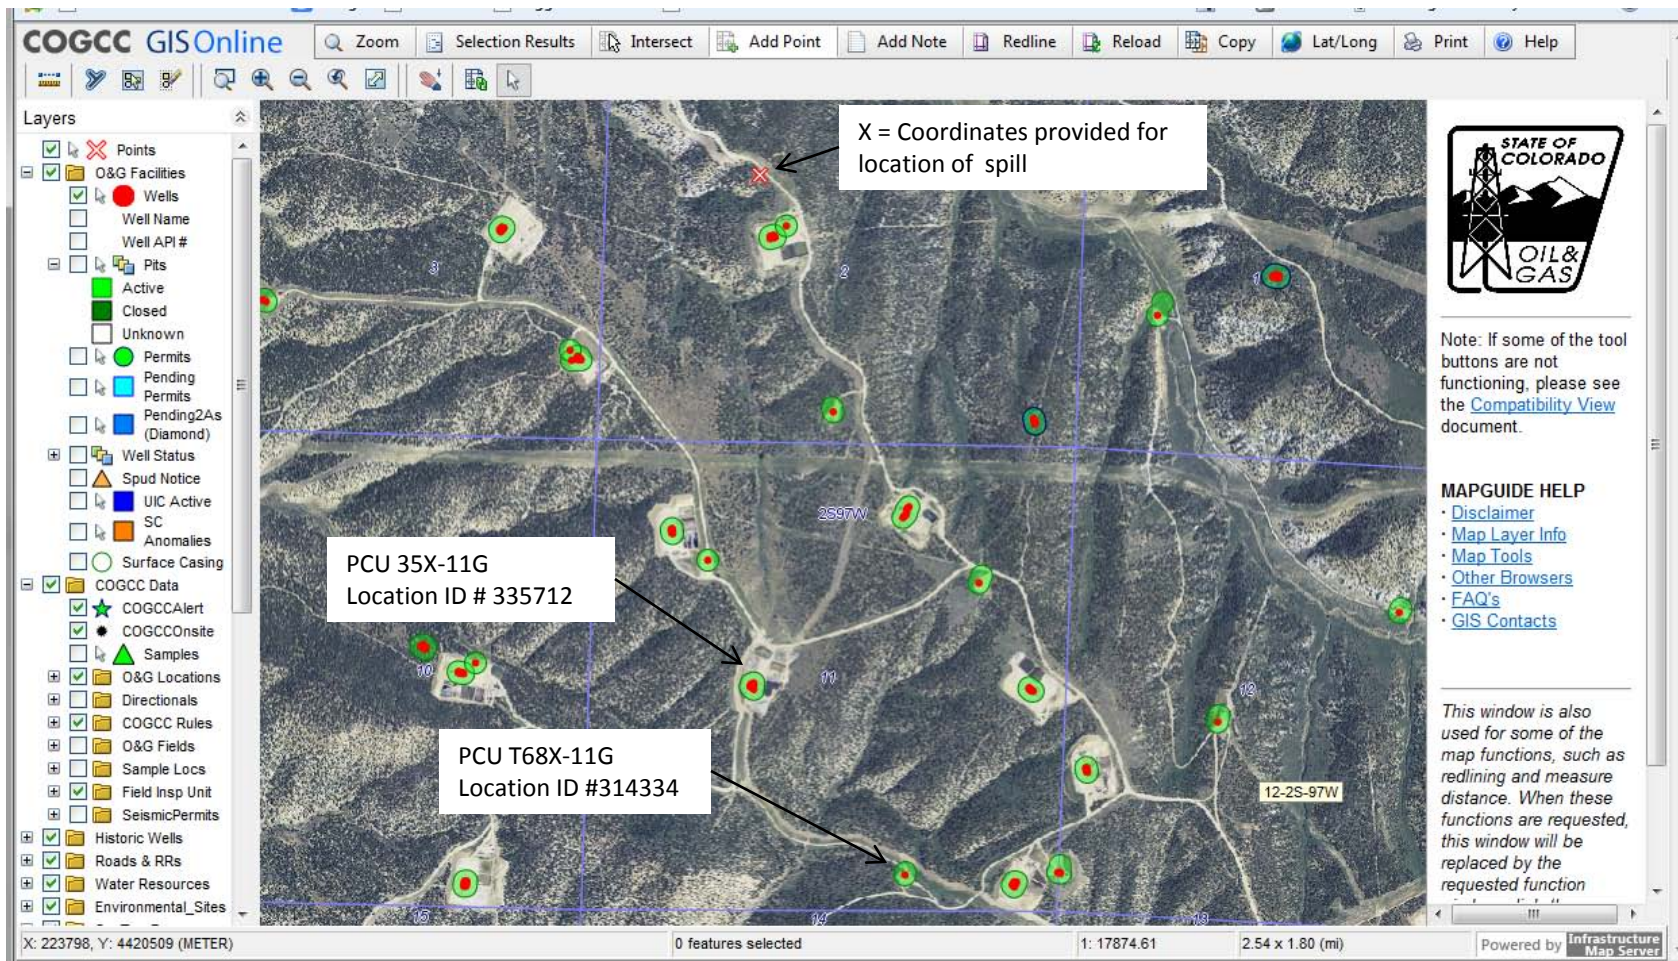 COGCC GISOnline
Zoom
Selection Results
Intersect
Add Point
Add Note
Redline
Reload
Copy
Lat/Long
Print
Help
Layers
Points
O&G Facilities
Wells
Well Name
Well API #
Pits
Active
Closed
Unknown
Permits
Pending
Permits
Pending2As
(Diamond)
Well Status
Spud Notice
UIC Active
SC
Anomalies
Surface Casing
COGCC Data
COGCCAlert
COGCCOnsite
Samples
O&G Locations
Directionals
COGCC Rules
O&G Fields
Sample Locs
Field Insp Unit
SeismicPermits
Historic Wells
Roads & RRs
Water Resources
Environmental_Sites
X = Coordinates provided for
location of spill
3
2
1
2S97W
PCU 35X-11G
Location ID # 335712
10
11
12
PCU T68X-11G
Location ID #314334
12-2S-97W
15
14
13
STATE OF
COLORADO
OIL &
GAS
Note: If some of the tool
buttons are not
functioning, please see
the Compatibility View
document.
MAPGUIDE HELP
· Disclaimer
· Map Layer Info
· Map Tools
· Other Browsers
· FAQ's
· GIS Contacts
This window is also
used for some of the
map functions, such as
redlining and measure
distance. When these
functions are requested,
this window will be
replaced by the
requested function
X: 223798, Y: 4420509 (METER)
0 features selected
1: 17874.61
2.54 x 1.80 (mi)
Powered by Infrastructure
Map Server